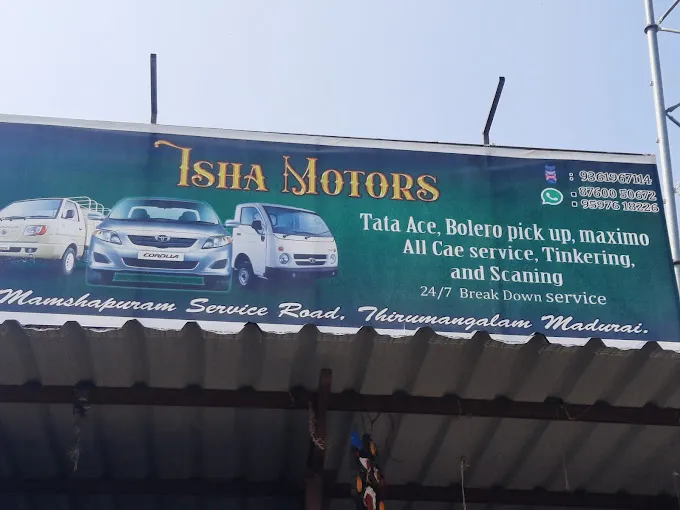 ISHA MOTORS
: 9361967114
: 87600 50672
: 95976 18226
Tata Ace, Bolero pick up, maximo
All Cae service, Tinkering,
and Scaning
24/7 Break Down service
COROLLA
Mamshapuram Service Road, Thirumangalam Madurai.